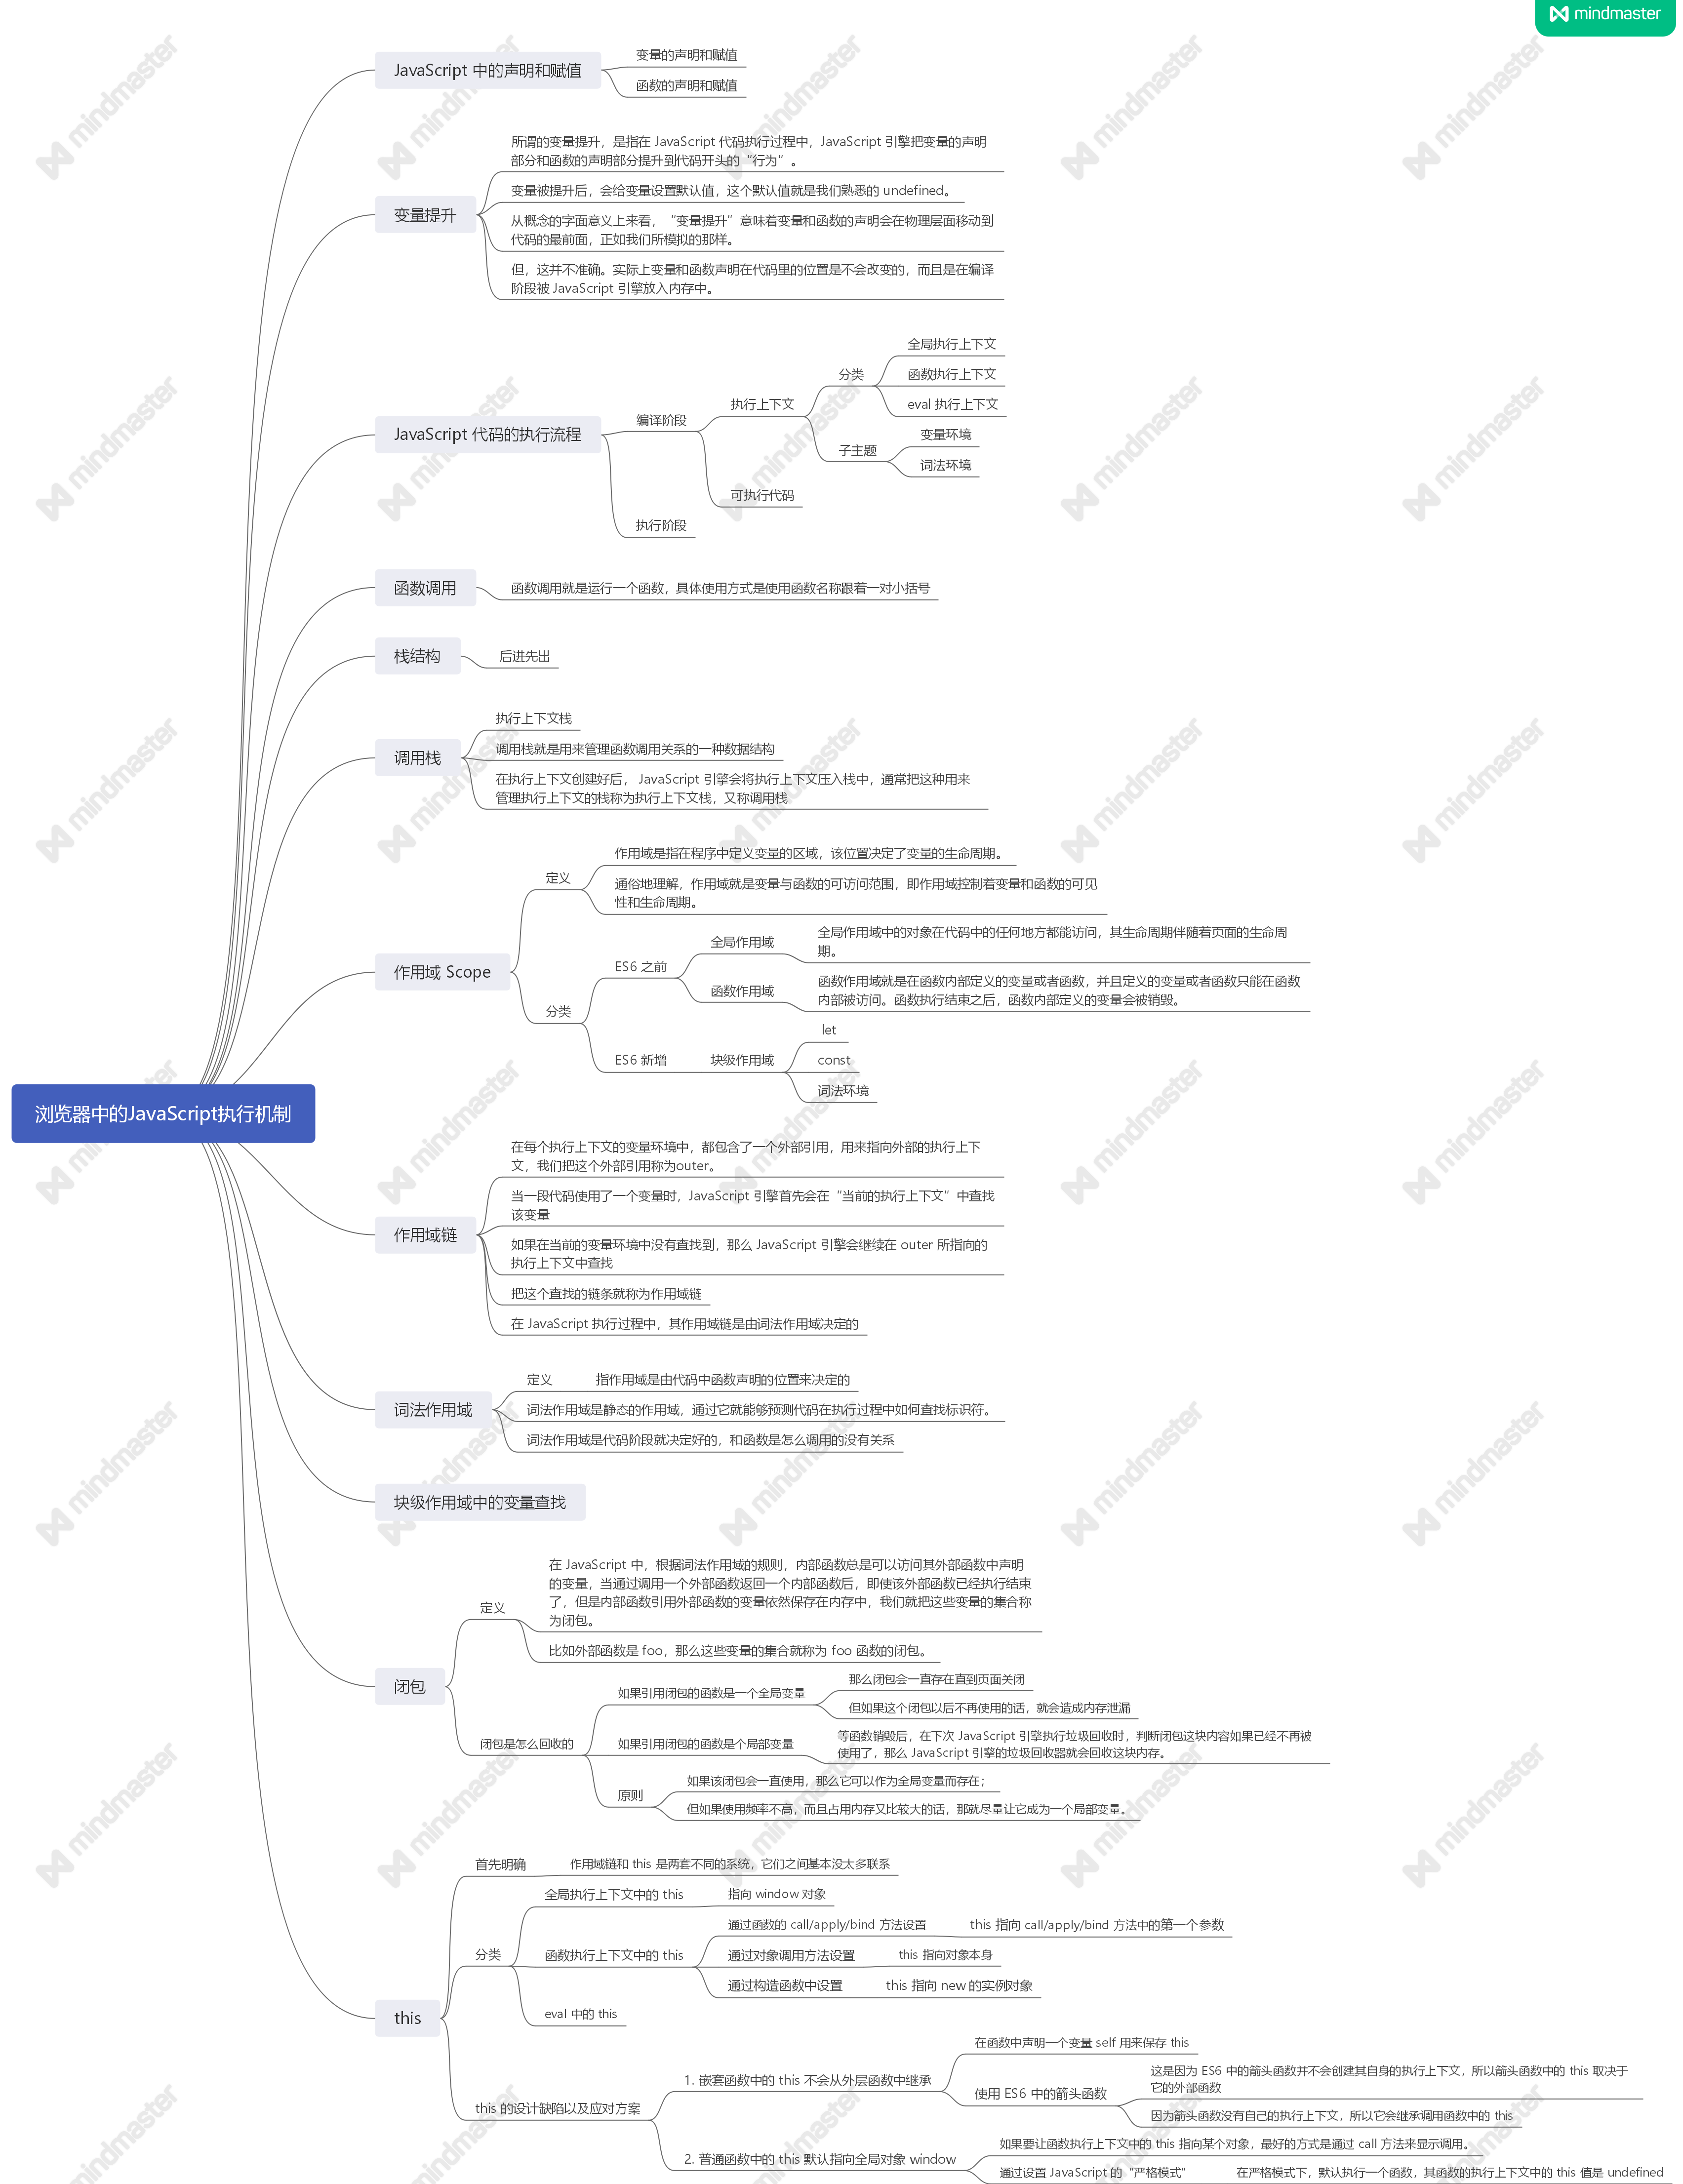 mindmaster
浏览器中的JavaScript执行机制
JavaScript 中的声明和赋值
变量的声明和赋值
函数的声明和赋值
变量提升
所谓的变量提升，是指在 JavaScript 代码执行过程中，JavaScript 引擎把变量的声明
部分和函数的声明部分提升到代码开头的“行为”。
变量被提升后，会给变量设置默认值，这个默认值就是我们熟悉的 undefined。
从概念的字面意义上来看，“变量提升”意味着变量和函数的声明会在物理层面移动到
代码的最前面，正如我们所模拟的那样。
但，这并不准确。实际上变量和函数声明在代码里的位置是不会改变的，而且是在编译
阶段被 JavaScript 引擎放入内存中。
JavaScript 代码的执行流程
编译阶段
执行上下文
分类
全局执行上下文
函数执行上下文
eval 执行上下文
子主题
变量环境
词法环境
可执行代码
执行阶段
函数调用
函数调用就是运行一个函数，具体使用方式是使用函数名称跟着一对小括号
栈结构
后进先出
调用栈
执行上下文栈
调用栈就是用来管理函数调用关系的一种数据结构
在执行上下文创建好后， JavaScript 引擎会将执行上下文压入栈中，通常把这种用来
管理执行上下文的栈称为执行上下文栈，又称调用栈
作用域 Scope
定义
作用域是指在程序中定义变量的区域，该位置决定了变量的生命周期。
通俗地理解，作用域就是变量与函数的可访问范围，即作用域控制着变量和函数的可见
性和生命周期。
分类
ES6 之前
全局作用域
全局作用域中的对象在代码中的任何地方都能访问，其生命周期伴随着页面的生命周
期。
函数作用域
函数作用域就是在函数内部定义的变量或者函数，并且定义的变量或者函数只能在函数
内部被访问。函数执行结束之后，函数内部定义的变量会被销毁。
ES6 新增
块级作用域
let
const
词法环境
作用域链
在每个执行上下文的变量环境中，都包含了一个外部引用，用来指向外部的执行上下
文，我们把这个外部引用称为outer。
当一段代码使用了一个变量时，JavaScript 引擎首先会在“当前的执行上下文”中查找
该变量
如果在当前的变量环境中没有查找到，那么 JavaScript 引擎会继续在 outer 所指向的
执行上下文中查找
把这个查找的链条就称为作用域链
在 JavaScript 执行过程中，其作用域链是由词法作用域决定的
词法作用域
定义
指作用域是由代码中函数声明的位置来决定的
词法作用域是静态的作用域，通过它就能够预测代码在执行过程中如何查找标识符。
词法作用域是代码阶段就决定好的，和函数是怎么调用的没有关系
块级作用域中的变量查找
闭包
定义
在 JavaScript 中，根据词法作用域的规则，内部函数总是可以访问其外部函数中声明
的变量，当通过调用一个外部函数返回一个内部函数后，即使该外部函数已经执行结束
了，但是内部函数引用外部函数的变量依然保存在内存中，我们就把这些变量的集合称
为闭包。
比如外部函数是 foo，那么这些变量的集合就称为 foo 函数的闭包。
闭包是怎么回收的
如果引用闭包的函数是一个全局变量
那么闭包会一直存在直到页面关闭
但如果这个闭包以后不再使用的话，就会造成内存泄漏
如果引用闭包的函数是个局部变量
等函数销毁后，在下次 JavaScript 引擎执行垃圾回收时，判断闭包这块内容如果已经不再被
使用了，那么 JavaScript 引擎的垃圾回收器就会回收这块内存。
原则
如果该闭包会一直使用，那么它可以作为全局变量而存在；
但如果使用频率不高，而且占用内存又比较大的话，那就尽量让它成为一个局部变量。
this
首先明确
作用域链和 this 是两套不同的系统，它们之间基本没太多联系
分类
全局执行上下文中的 this
指向 window 对象
函数执行上下文中的 this
通过函数的 call/apply/bind 方法设置
this 指向 call/apply/bind 方法中的第一个参数
通过对象调用方法设置
this 指向对象本身
通过构造函数中设置
this 指向 new 的实例对象
eval 中的 this
this 的设计缺陷以及应对方案
1. 嵌套函数中的 this 不会从外层函数中继承
在函数中声明一个变量 self 用来保存 this
使用 ES6 中的箭头函数
这是因为 ES6 中的箭头函数并不会创建其自身的执行上下文，所以箭头函数中的 this 取决于
它的外部函数
因为箭头函数没有自己的执行上下文，所以它会继承调用函数中的 this
2. 普通函数中的 this 默认指向全局对象 window
如果要让函数执行上下文中的 this 指向某个对象，最好的方式是通过 call 方法来显示调用。
通过设置 JavaScript 的“严格模式”
在严格模式下，默认执行一个函数，其函数的执行上下文中的 this 值是 undefined